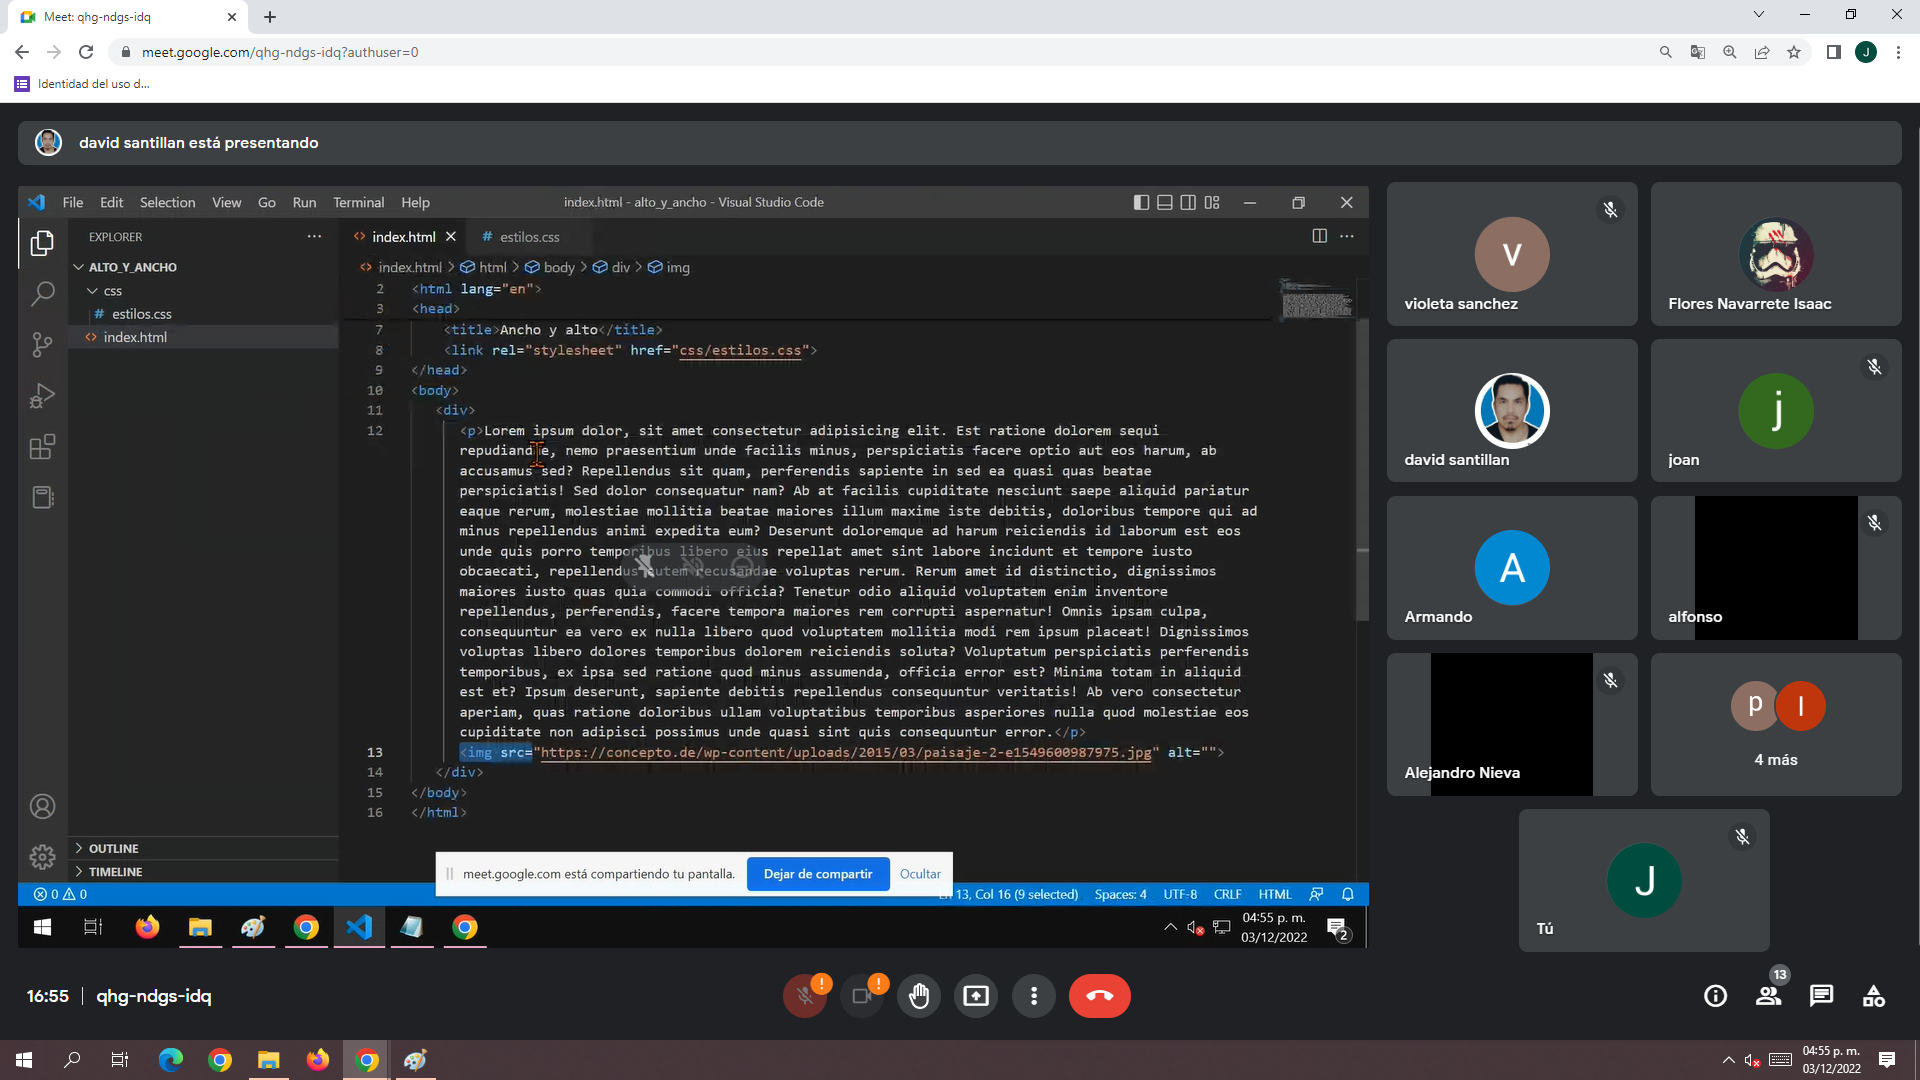 Meet: qhg-ndgs-idq
meet.google.com/qhg-ndgs-idq?authuser=0
J
Identidad del uso d...
david santillan está presentando
File Edit Selection View Go Run Terminal Help
index.html - alto_y_ancho - Visual Studio Code
EXPLORER
index.html
# estilos.css
ALTO_Y_ANCHO
css
# estilos.css
index.html
index.html > html > body > div > img
2 <html lang="en">
3 <head>
7 <title>Ancho y alto</title>
8 <link rel="stylesheet" href="css/estilos.css">
9 </head>
10 <body>
11 <div>
12 <p>Lorem ipsum dolor, sit amet consectetur adipisicing elit. Est ratione dolorem sequi
repudiandae, nemo praesentium unde facilis minus, perspiciatis facere optio aut eos harum, ab
accusamus sed? Repellendus sit quam, perferendis sapiente in sed ea quasi quas beatae
perspiciatis! Sed dolor consequatur nam? Ab at facilis cupiditate nesciunt saepe aliquid pariatur
eaque rerum, molestiae mollitia beatae maiores illum maxime iste debitis, doloribus tempore qui ad
minus repellendus animi expedita eum? Deserunt doloremque ad harum reiciendis id laborum est eos
unde quis porro temporibus libero eius repellat amet sint labore incidunt et tempore iusto
obcaecati, repellendus autem recusandae voluptas rerum. Rerum amet id distinctio, dignissimos
maiores iusto quas quia commodi officia? Tenetur odio aliquid voluptatem enim inventore
repellendus, perferendis, facere tempora maiores rem corrupti aspernatur! Omnis ipsam culpa,
consequuntur ea vero ex nulla libero quod voluptatem mollitia modi rem ipsum placeat! Dignissimos
voluptas libero dolores temporibus dolorem reiciendis soluta? Voluptatum perspiciatis perferendis
temporibus, ex ipsa sed ratione quod minus assumenda, officia error est? Minima totam in aliquid
est et? Ipsum deserunt, sapiente debitis repellendus consequuntur veritatis! Ab vero consectetur
aperiam, quas ratione doloribus ullam voluptatibus temporibus asperiores nulla quod molestiae eos
cupiditate non adipisci possimus unde quasi sint quis consequuntur error.</p>
13 <img src="https://concepto.de/wp-content/uploads/2015/03/paisaje-2-e1549600987975.jpg" alt="">
14 </div>
15 </body>
16 </html>
OUTLINE
TIMELINE
meet.google.com está compartiendo tu pantalla.
Dejar de compartir
Ocultar
0 0
13, Col 16 (9 selected) Spaces: 4 UTF-8 CRLF HTML
04:55 p. m.
03/12/2022
2
v
violeta sanchez
Flores Navarrete Isaac
david santillan
j
joan
A
Armando
alfonso
Alejandro Nieva
p I
4 más
J
Tú
16:55 | qhg-ndgs-idq
!
!
13
04:55 p. m.
03/12/2022